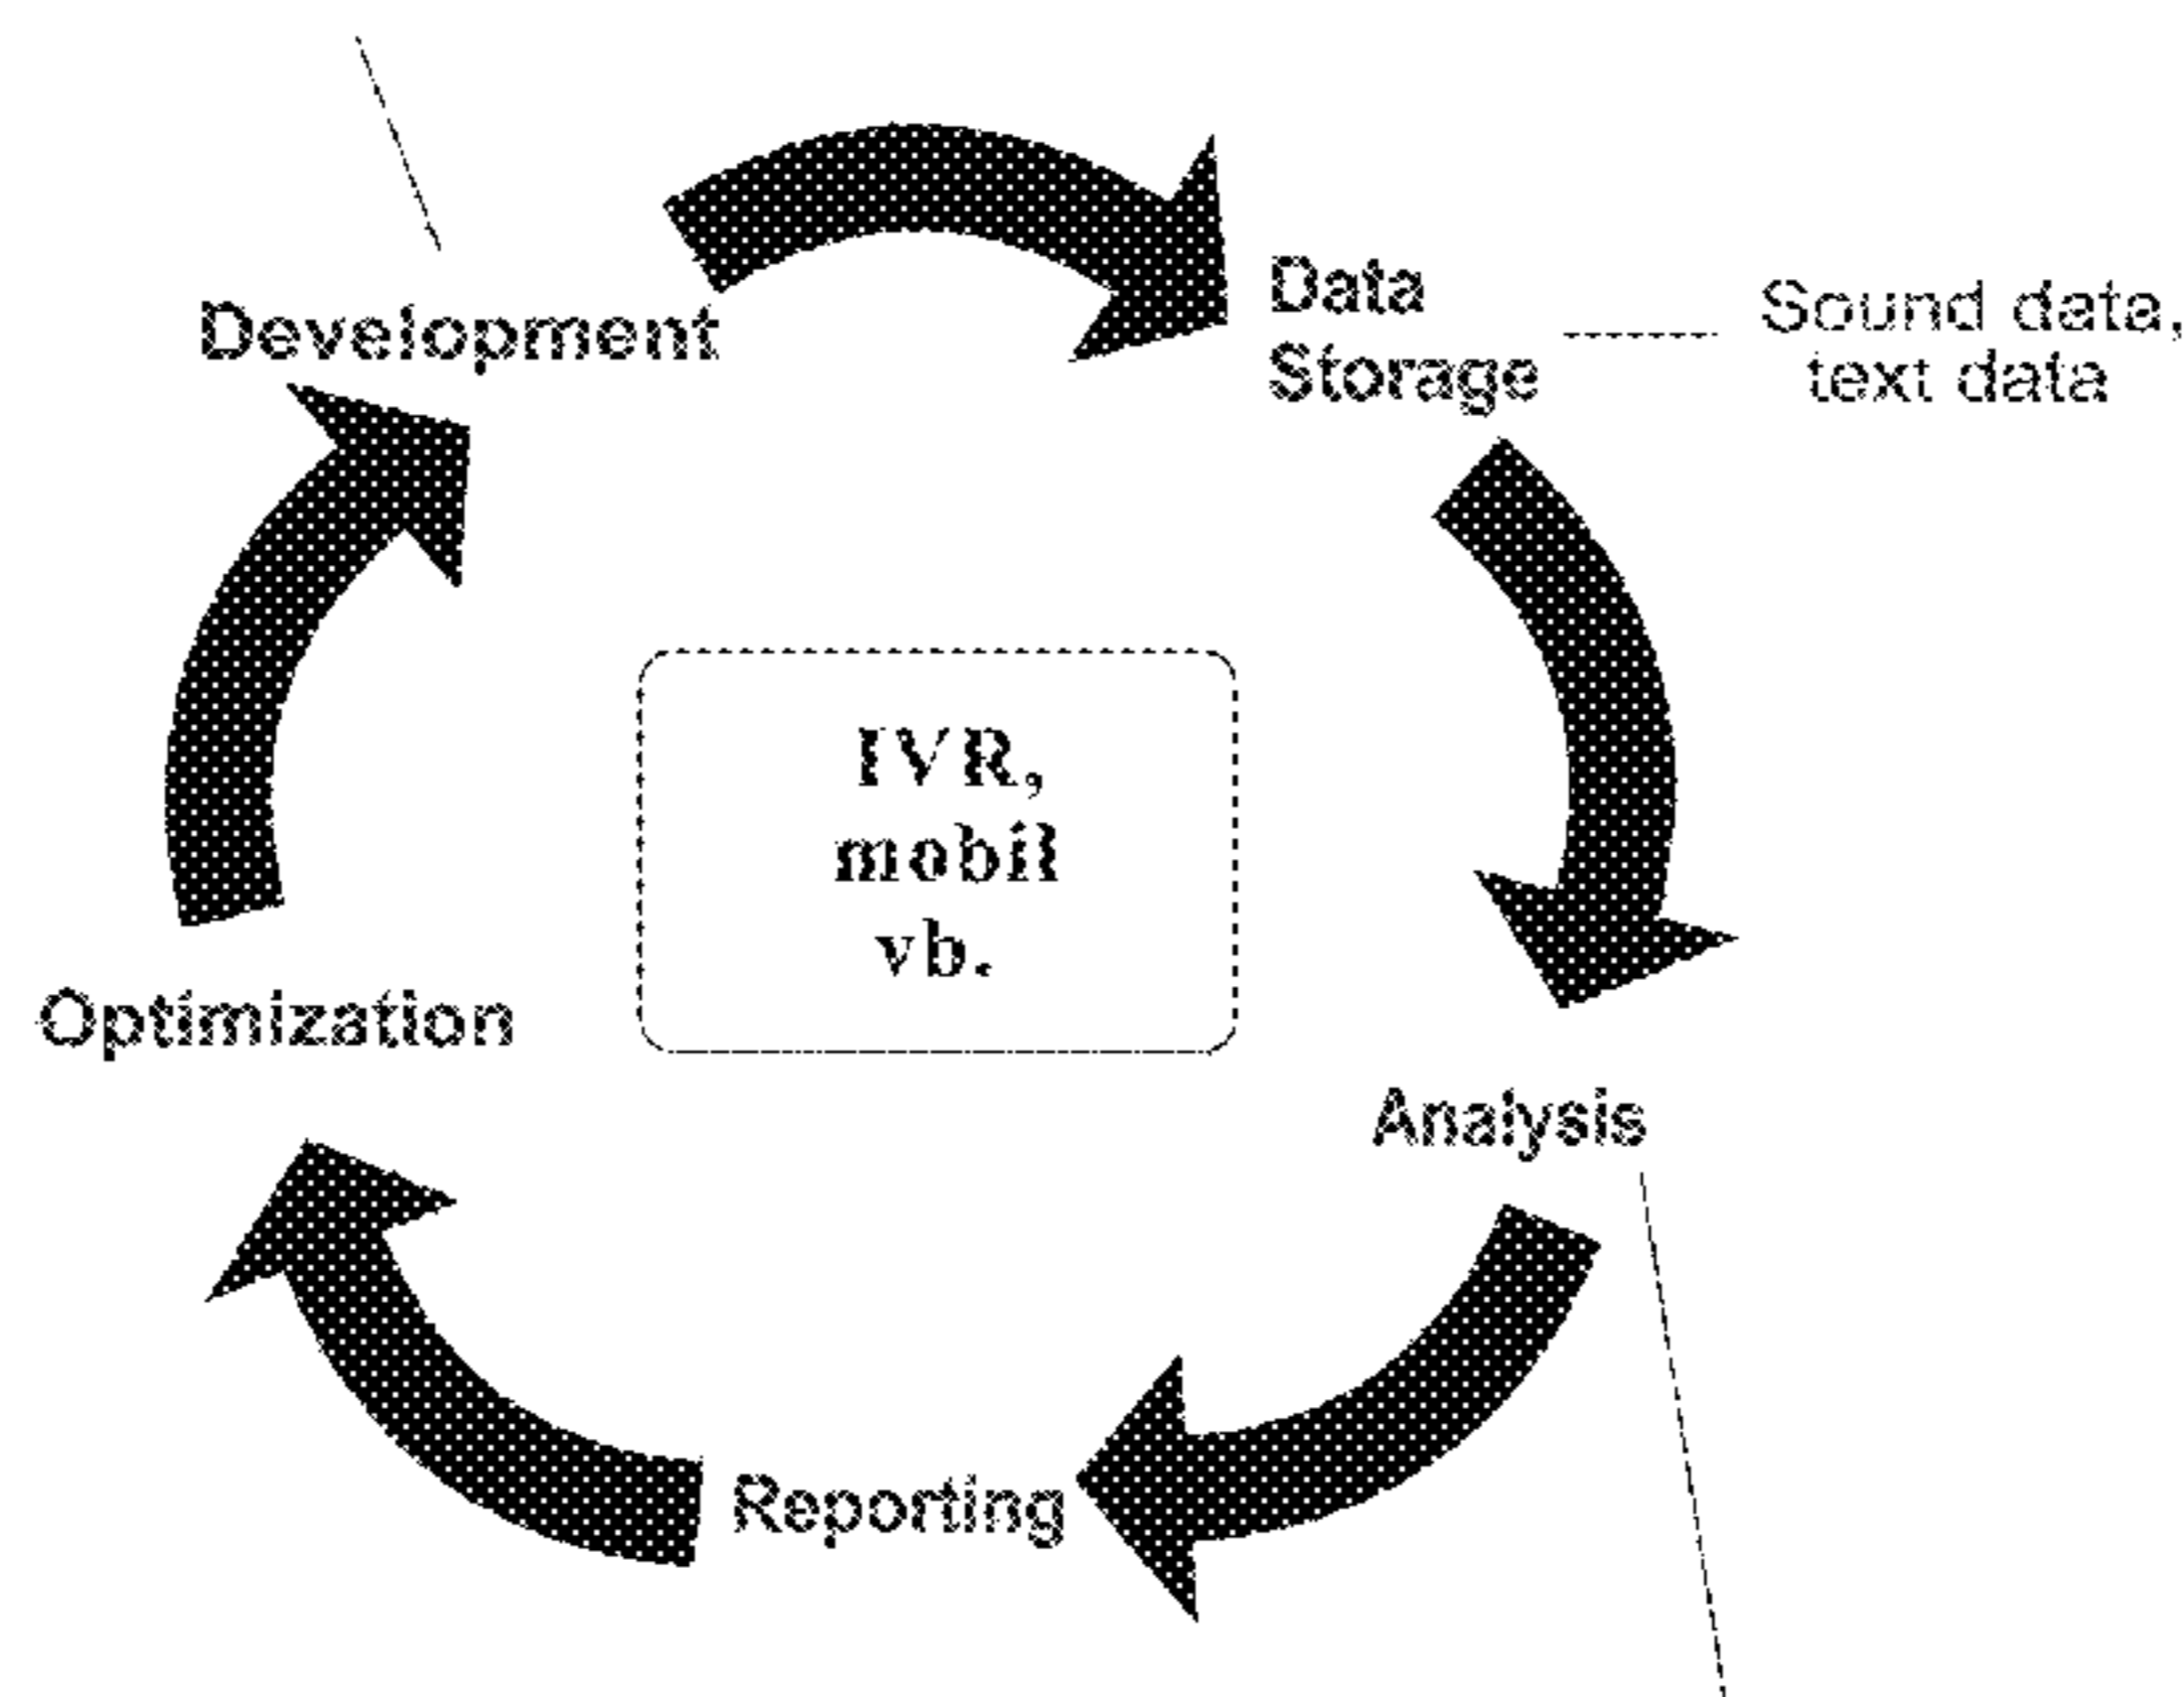 Development
Data
Storage
Sound data,
text data
IVR,
mobil
vb.
Optimization
Analysis
Reporting